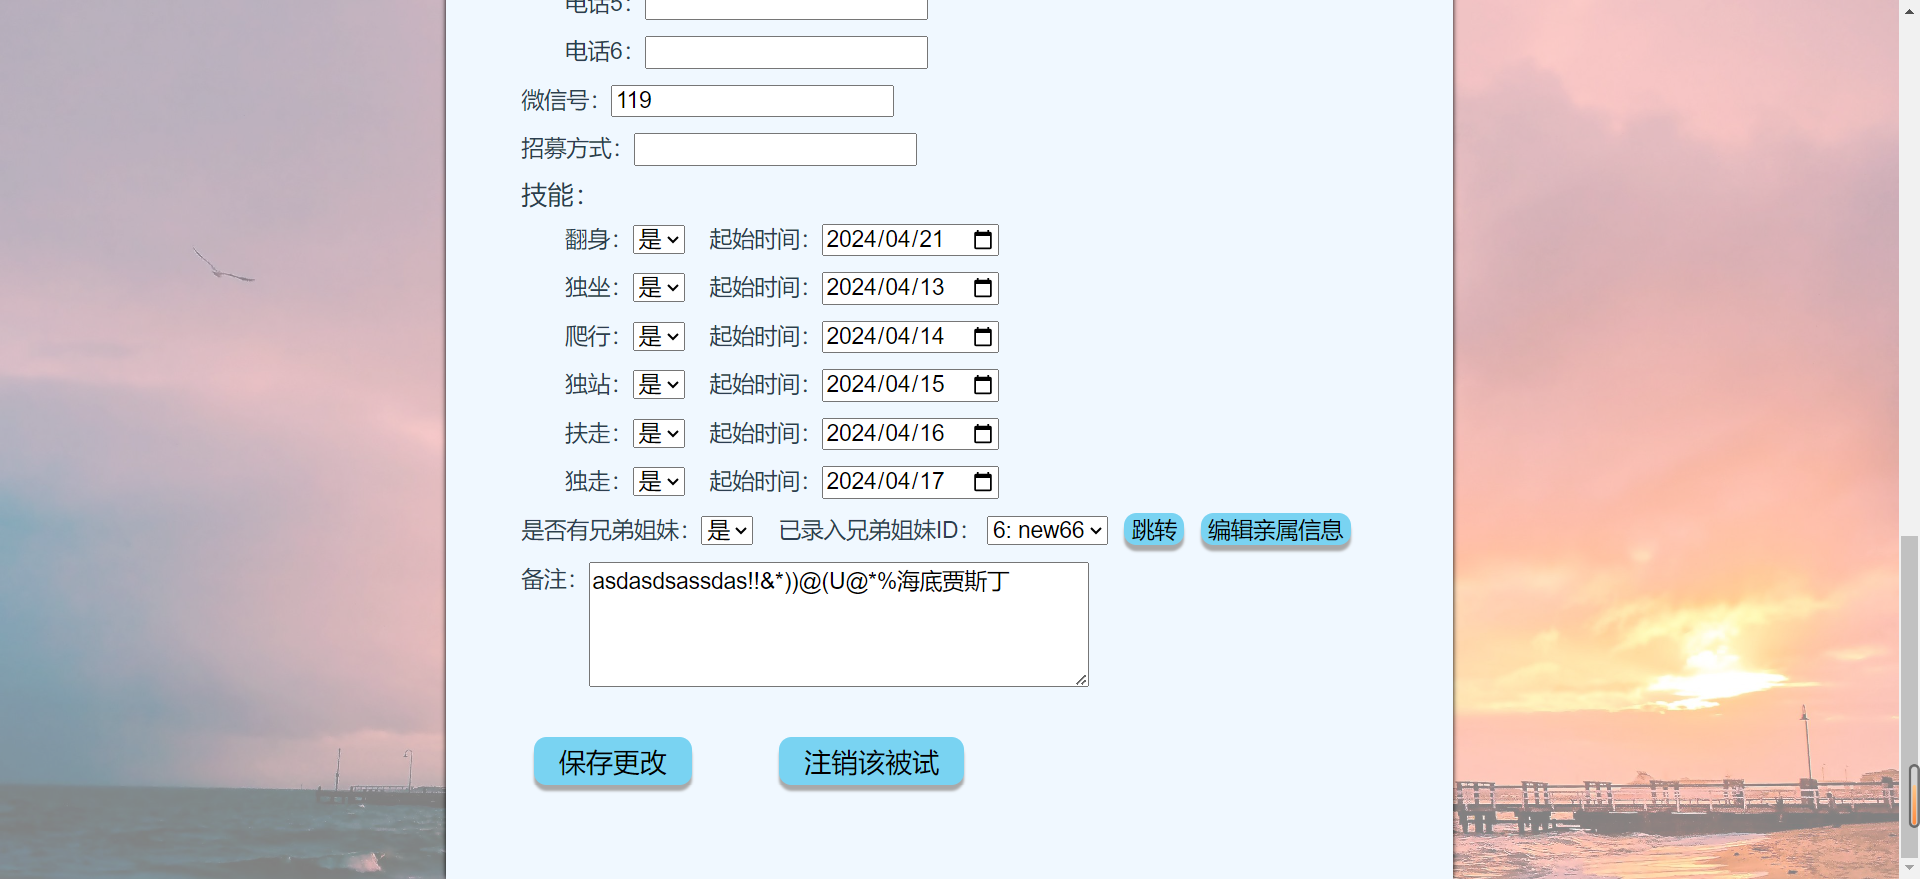 电话5：
电话6：
微信号： 119
招募方式：
技能：
翻身： 是 起始时间： 2024/04/21
独坐： 是 起始时间： 2024/04/13
爬行： 是 起始时间： 2024/04/14
独站： 是 起始时间： 2024/04/15
扶走： 是 起始时间： 2024/04/16
独走： 是 起始时间： 2024/04/17
是否有兄弟姐妹： 是 已录入兄弟姐妹ID： 6: new66 跳转 编辑亲属信息
备注： asdasdsassdas!!&*))@(U@*%海底贾斯丁
保存更改 注销该被试